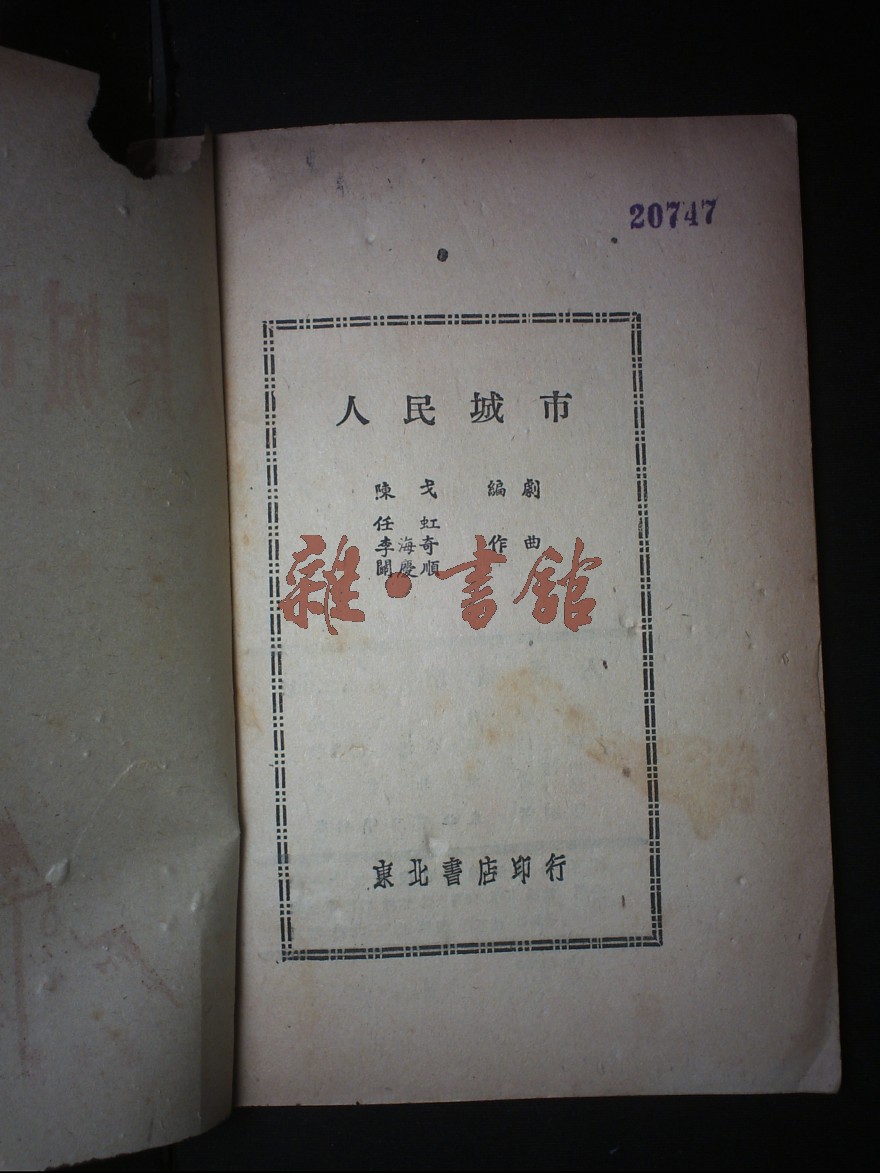 20747
人民城市
陳戈 編劇
任虹
李海奇 作曲
慶順
雜·書館
東北書店印行